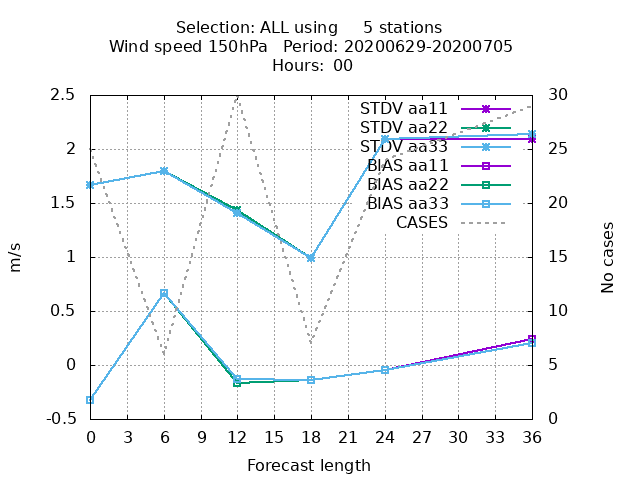 Selection: ALL using     5 stations
Wind speed 150hPa   Period: 20200629-20200705
Hours:  00
2.5
2
1.5
1
0.5
0
-0.5
m/s
STDV aa11
STDV aa22
STDV aa33
BIAS aa11
BIAS aa22
BIAS aa33
CASES
30
25
20
15
10
5
0
No cases
0 3 6 9 12 15 18 21 24 27 30 33 36
Forecast length